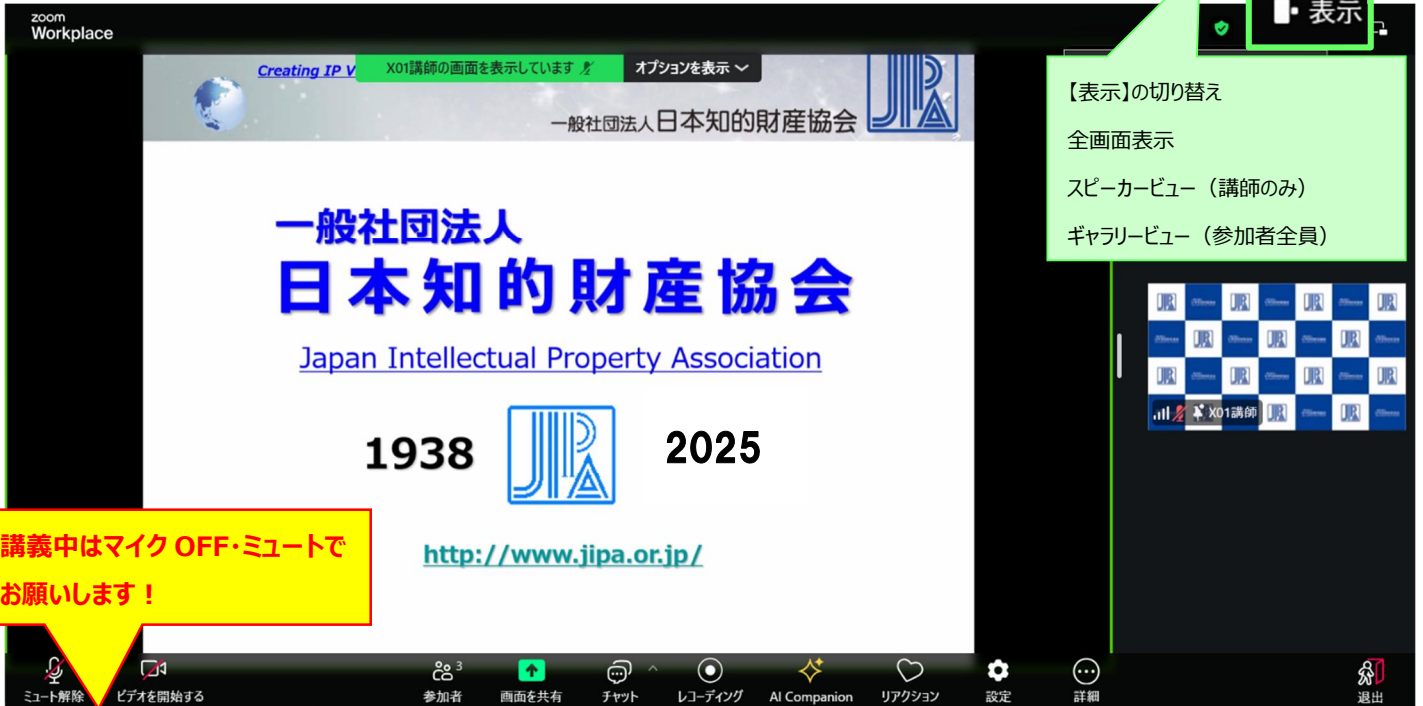 zoom
Workplace
表示
Creating IP V
X01講師の画面を表示しています
オプションを表示
一般社団法人日本知的財産協会
JIPA
【表示】の切り替え
全画面表示
スピーカービュー（講師のみ）
ギャラリービュー（参加者全員）
一般社団法人
日本知的財産協会
Japan Intellectual Property Association
1938
JIPA
2025
http://www.jipa.or.jp/
X01講師
講義中はマイク OFF・ミュートで
お願いします！
ミュート解除
ビデオを開始する
3
参加者
画面を共有
チャット
レコーディング
AI Companion
リアクション
設定
詳細
退出